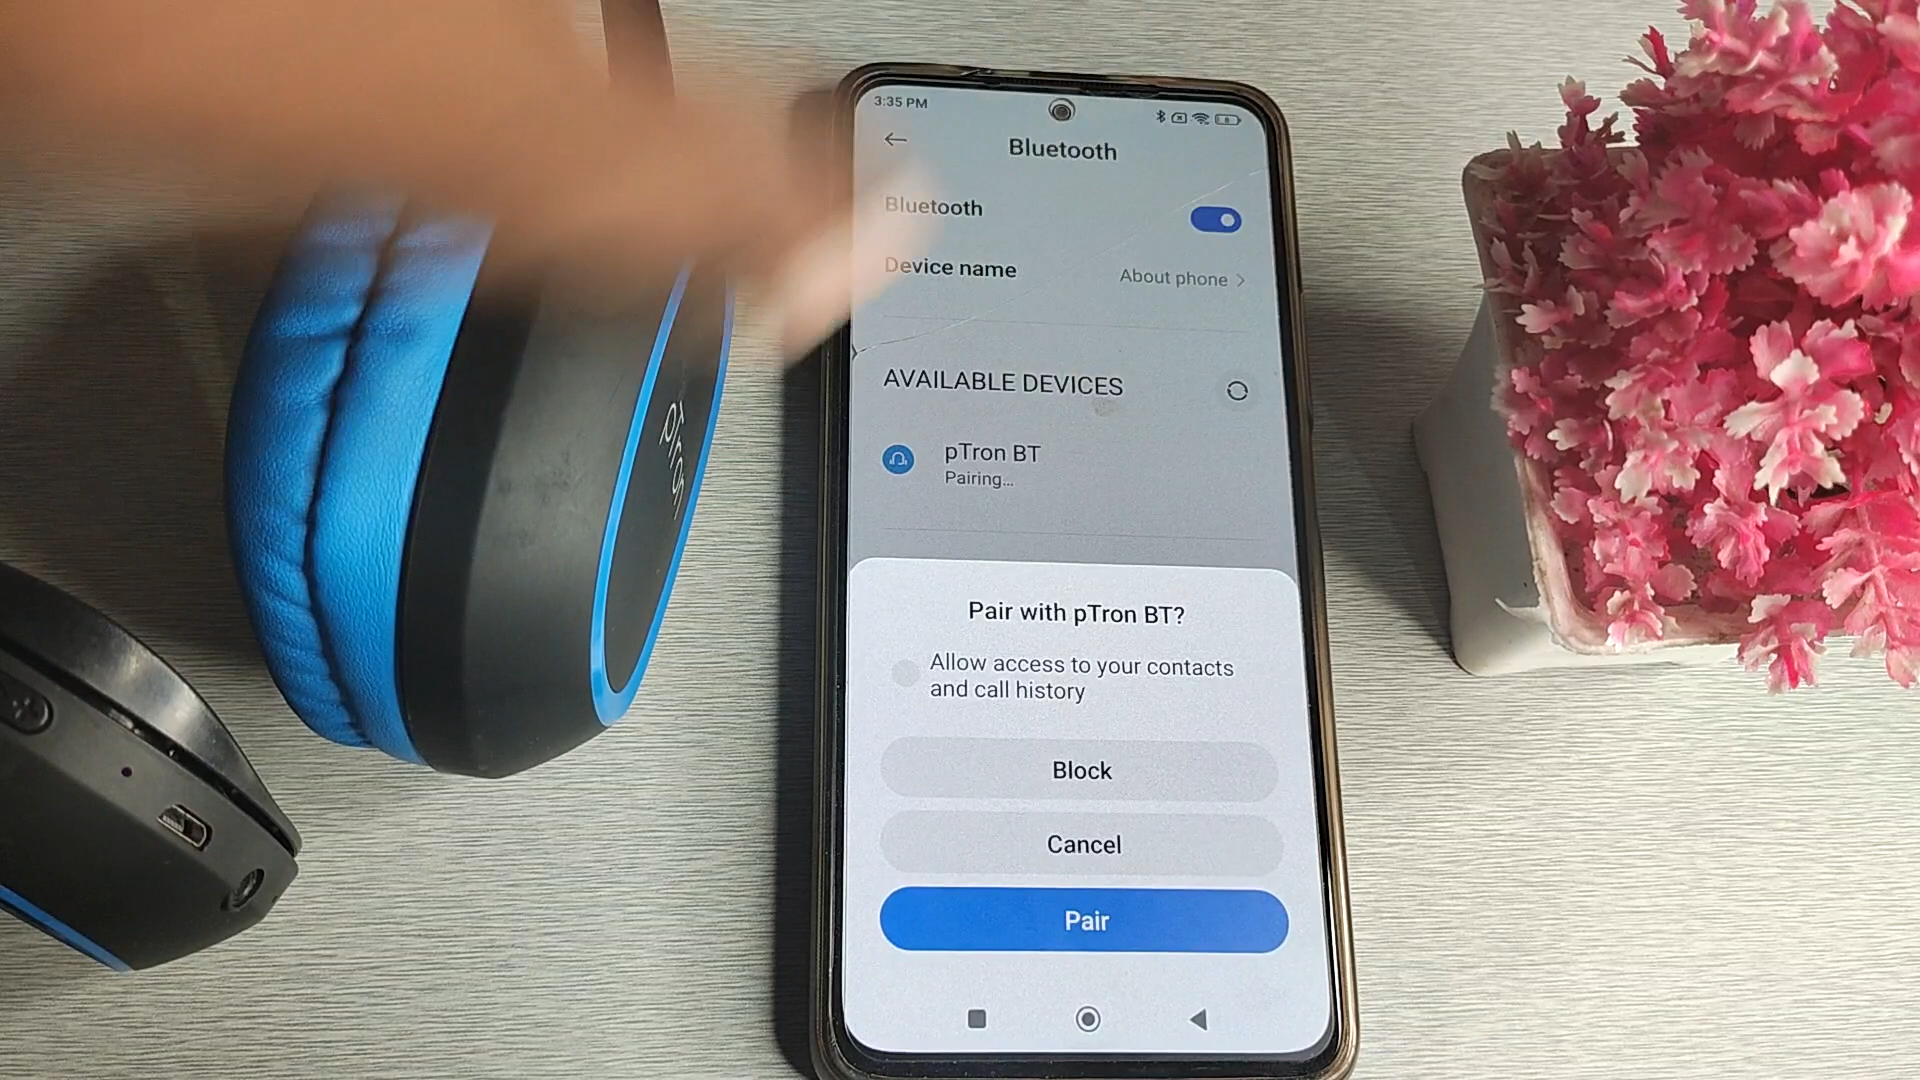 3:35 PM
Bluetooth
Bluetooth
Device name
About phone
AVAILABLE DEVICES
pTron BT
Pairing...
Pair with pTron BT?
Allow access to your contacts
and call history
Block
Cancel
Pair
pTron